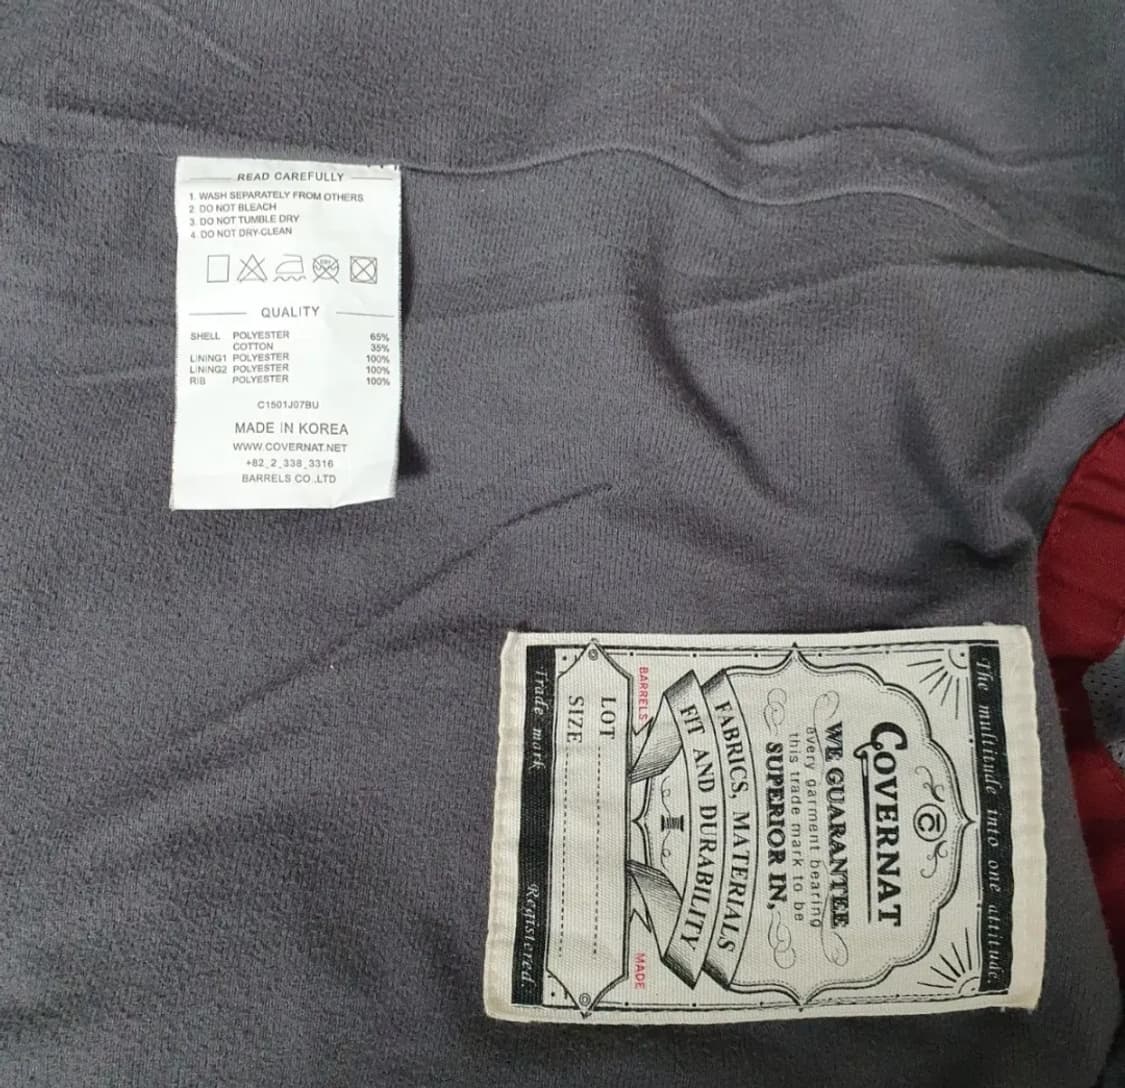 READ CAREFULLY
1. WASH SEPARATELY FROM OTHERS
2. DO NOT BLEACH
3. DO NOT TUMBLE DRY
4. DO NOT DRY-CLEAN
QUALITY
SHELL POLYESTER 65%
COTTON 35%
LINING1 POLYESTER 100%
LINING2 POLYESTER 100%
RIB POLYESTER 100%
C1501J07BU
MADE IN KOREA
WWW.COVERNAT.NET
+82_2_338_3316
BARRELS CO.,LTD
The multitude into one attitude.
C
COVERNAT
WE GUARANTEE
every garment bearing
this trade mark to be
SUPERIOR IN,
FABRICS, MATERIALS
FIT AND DURABILITY
BARRELS MADE
LOT
SIZE
Trade mark Registered.